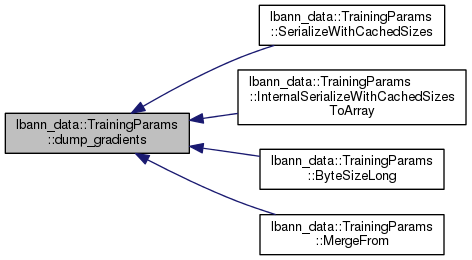 lbann_data::TrainingParams
::dump_gradients
lbann_data::TrainingParams
::SerializeWithCachedSizes
lbann_data::TrainingParams
::InternalSerializeWithCachedSizes
ToArray
lbann_data::TrainingParams
::ByteSizeLong
lbann_data::TrainingParams
::MergeFrom